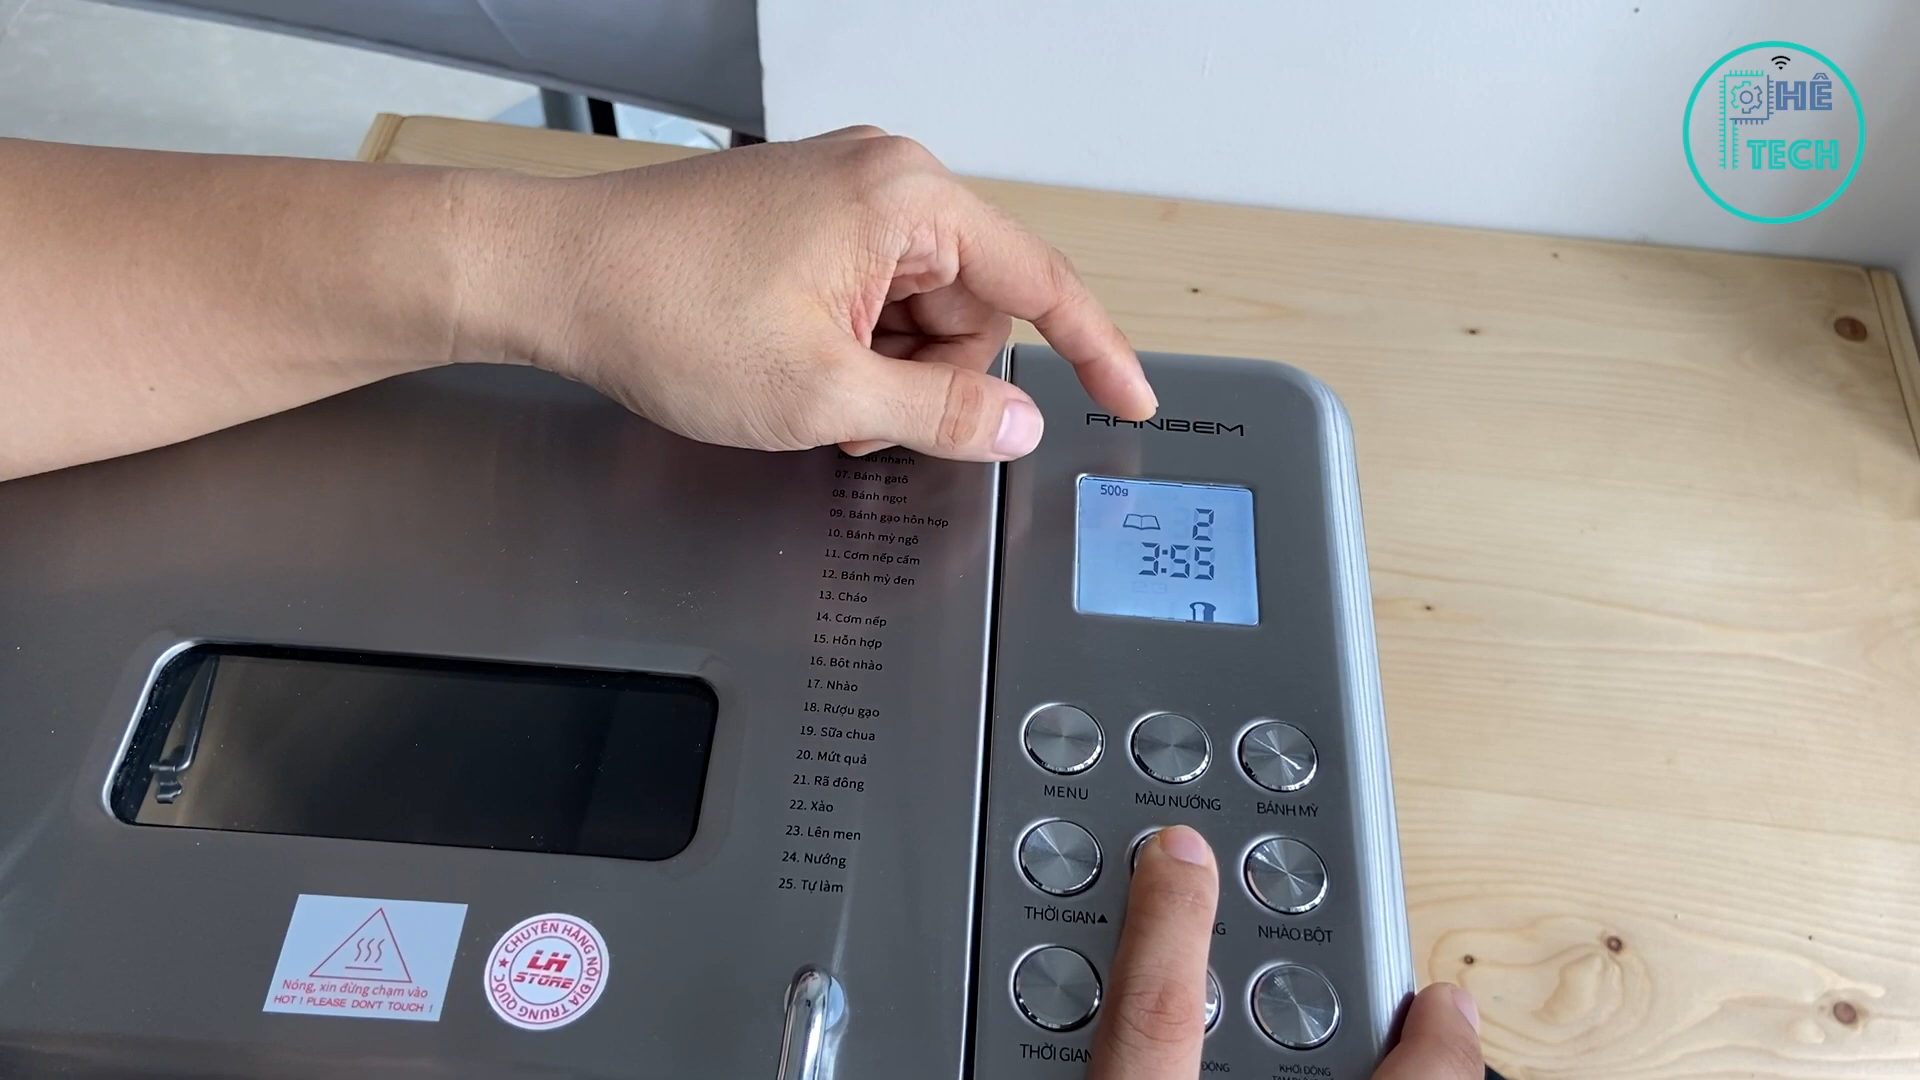 HÊ
TECH
RANBEM
nhanh
07. Bánh gatô
08. Bánh ngọt
09. Bánh gạo hỗn hợp
10. Bánh mỳ ngô
11. Cơm nếp cẩm
12. Bánh mỳ đen
13. Cháo
14. Cơm nếp
15. Hỗn hợp
16. Bột nhào
17. Nhào
18. Rượu gạo
19. Sữa chua
20. Mứt quả
21. Rã đông
22. Xào
23. Lên men
24. Nướng
25. Tự làm
500g
2
3:55
MENU
MÀU NƯỚNG
BÁNH MỲ
THỜI GIAN▲
NHÀO BỘT
THỜI GIAN
ĐỘNG
KHỞI ĐỘNG
Nóng, xin đừng chạm vào
HOT ! PLEASE DON'T TOUCH !
CHUYÊN HÀNG NỘI ĐỊA TRUNG QUỐC
LH
STORE